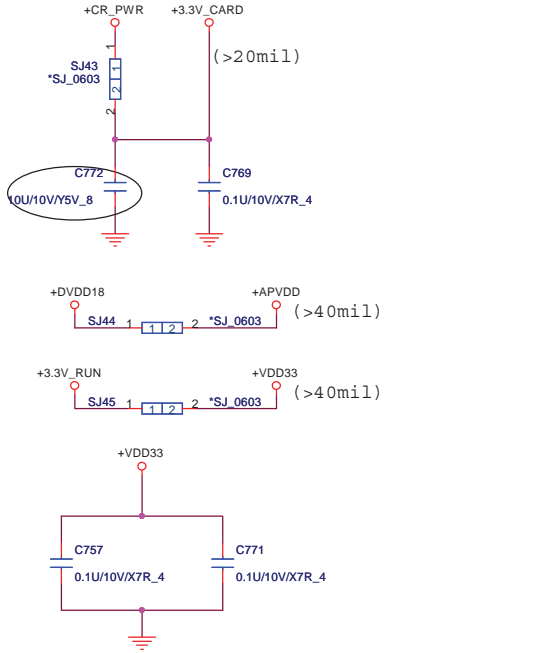 +CR_PWR
+3.3V_CARD
(>20mil)
1
SJ43
*SJ_0603
1
2
2
C772
10U/10V/Y5V_8
C769
0.1U/10V/X7R_4
+DVDD18
+APVDD
(>40mil)
SJ44
1
1 2
2
*SJ_0603
+3.3V_RUN
+VDD33
(>40mil)
SJ45
1
1 2
2
*SJ_0603
+VDD33
C757
0.1U/10V/X7R_4
C771
0.1U/10V/X7R_4